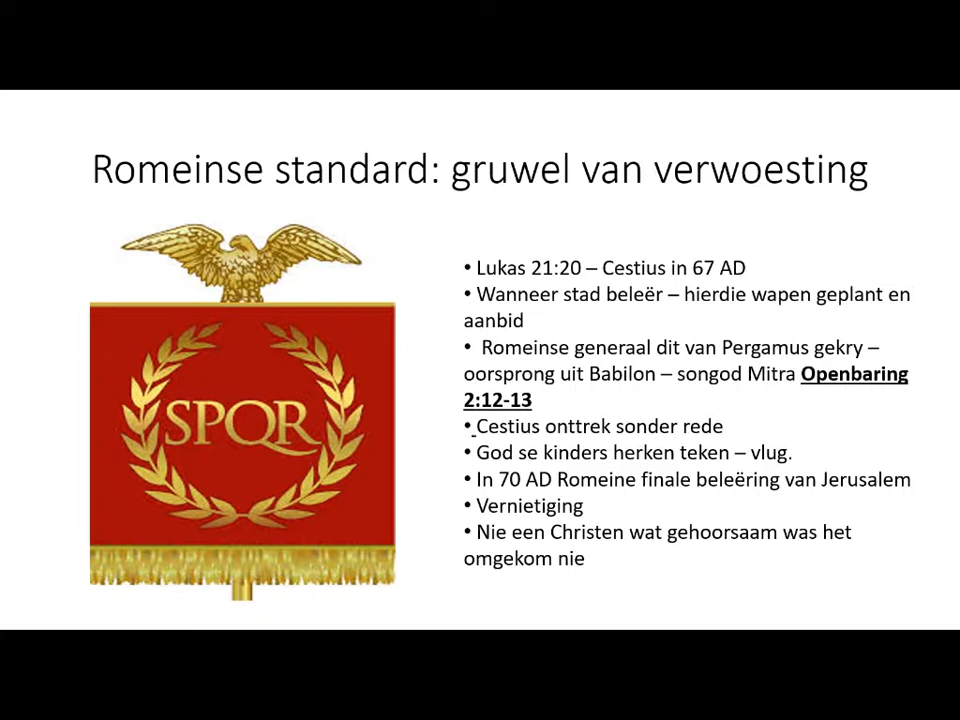 Romeinse standard: gruwel van verwoesting
SPQR
• Lukas 21:20 – Cestius in 67 AD
• Wanneer stad beleër – hierdie wapen geplant en
aanbid
• Romeinse generaal dit van Pergamus gekry –
oorsprong uit Babilon – songod Mitra Openbaring
2:12-13
• Cestius onttrek sonder rede
• God se kinders herken teken – vlug.
• In 70 AD Romeine finale beleëring van Jerusalem
• Vernietiging
• Nie een Christen wat gehoorsaam was het
omgekom nie